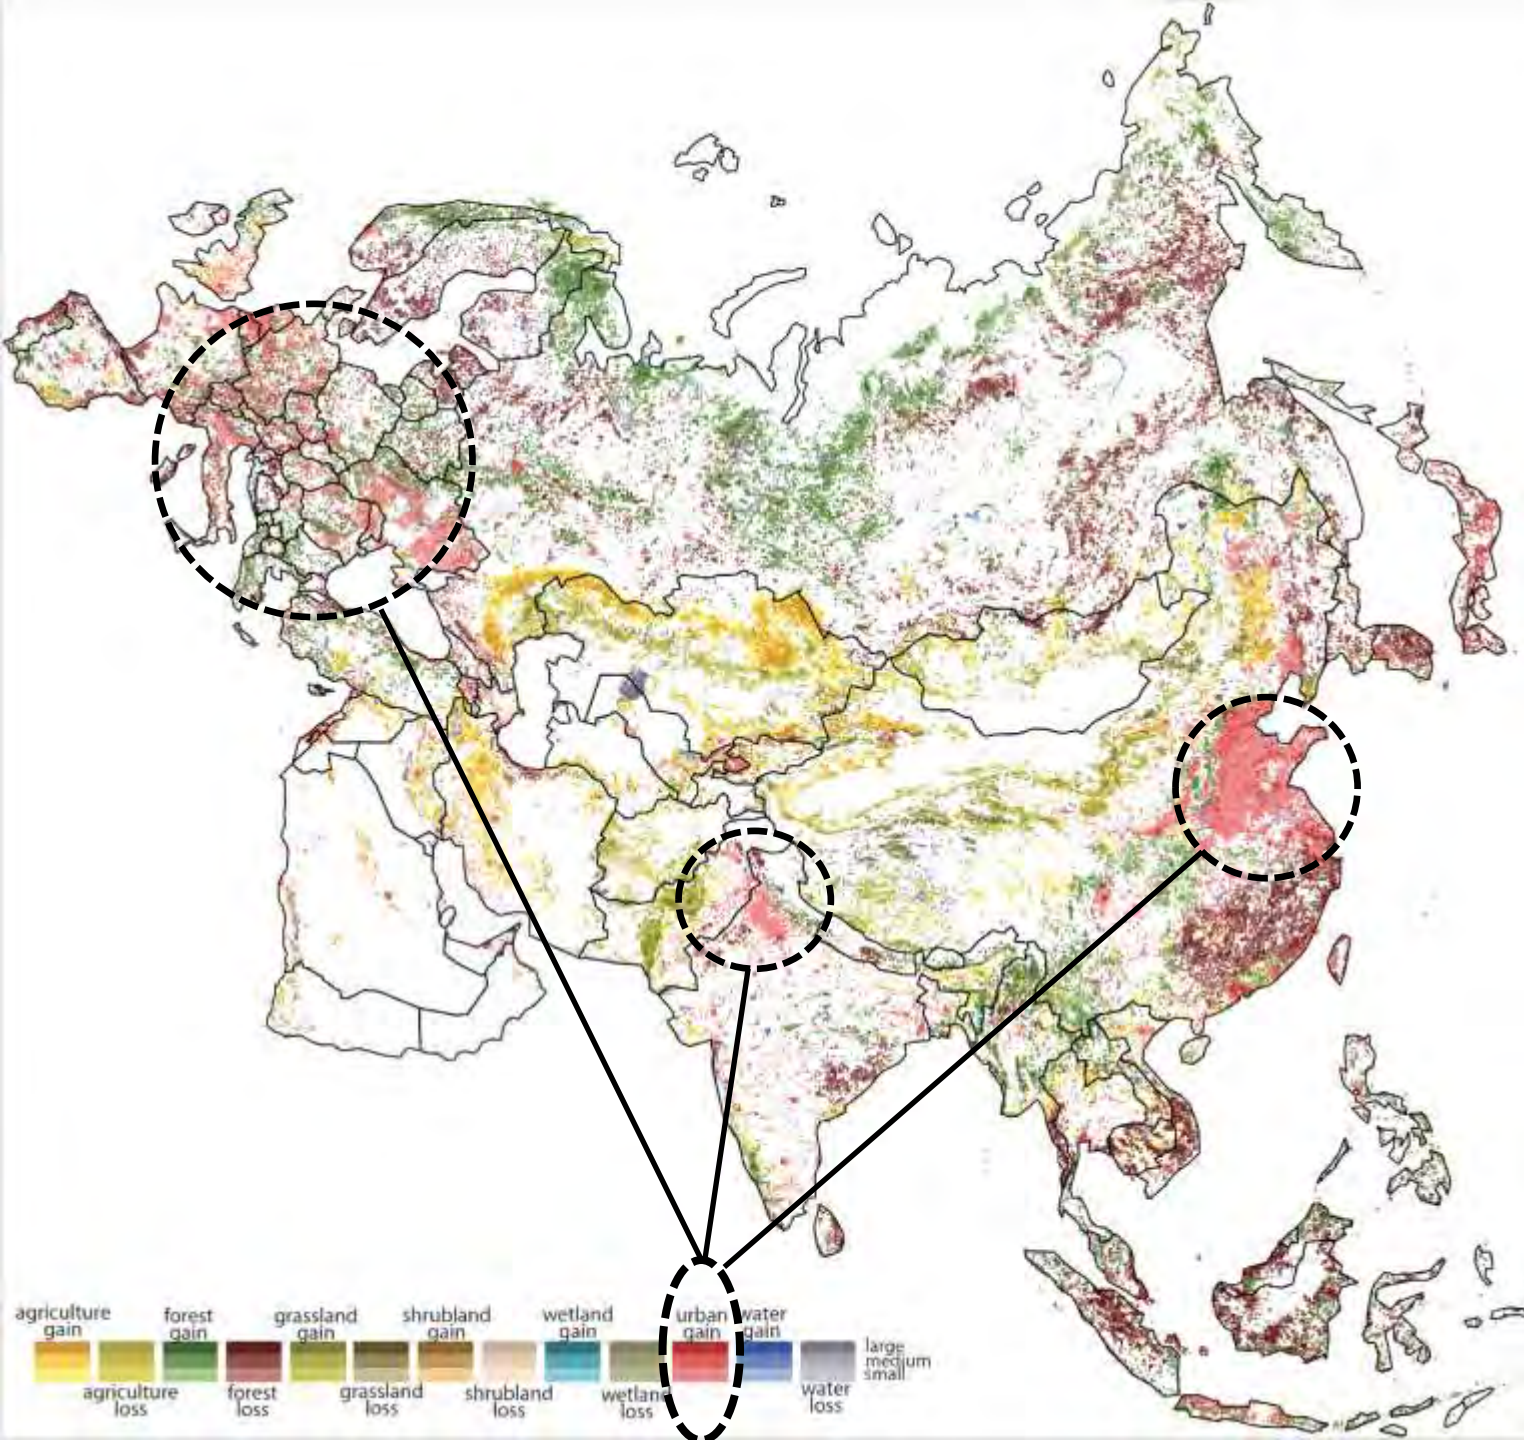 agriculture
gain
forest
gain
grassland
gain
shrubland
gain
wetland
gain
urban
gain
water
gain
large
medium
small
agriculture
loss
forest
loss
grassland
loss
shrubland
loss
wetland
loss
water
loss